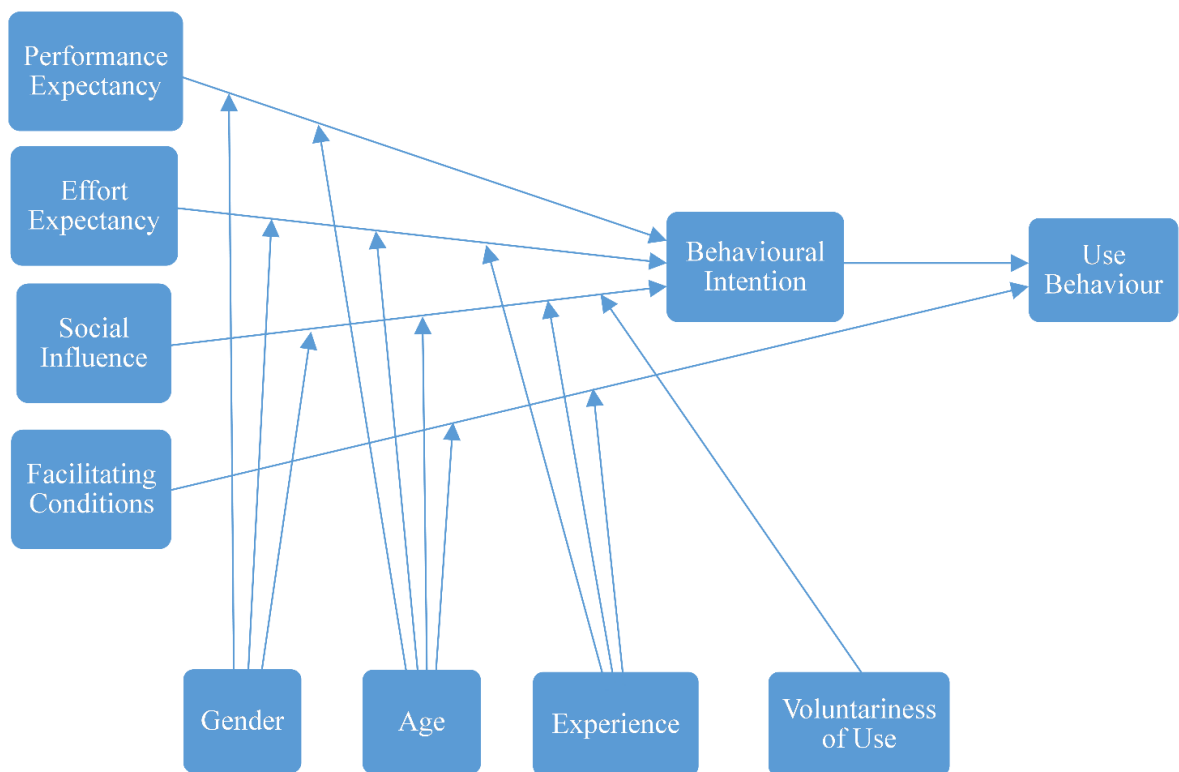 Performance
Expectancy
Effort
Expectancy
Social
Influence
Facilitating
Conditions
Behavioural
Intention
Use
Behaviour
Gender
Age
Experience
Voluntariness
of Use